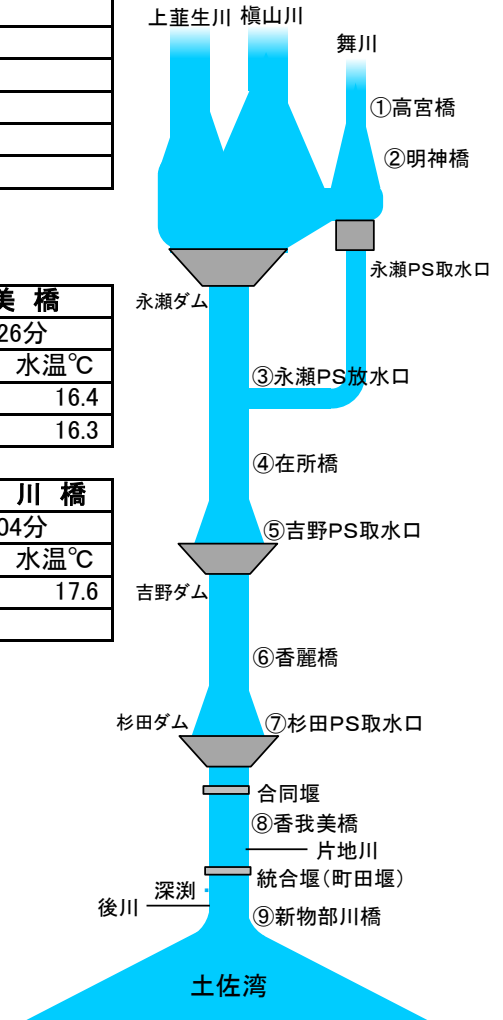 上韮生川 槇山川
舞川
①高宮橋
②明神橋
永瀬PS取水口
永瀬ダム
③永瀬PS放水口
④在所橋
⑤吉野PS取水口
吉野ダム
⑥香麗橋
杉田ダム
⑦杉田PS取水口
合同堰
⑧香我美橋
片地川
統合堰(町田堰)
深渕
後川
⑨新物部川橋
土佐湾
美 橋
26分
水温℃
16.4
16.3
川 橋
04分
水温℃
17.6